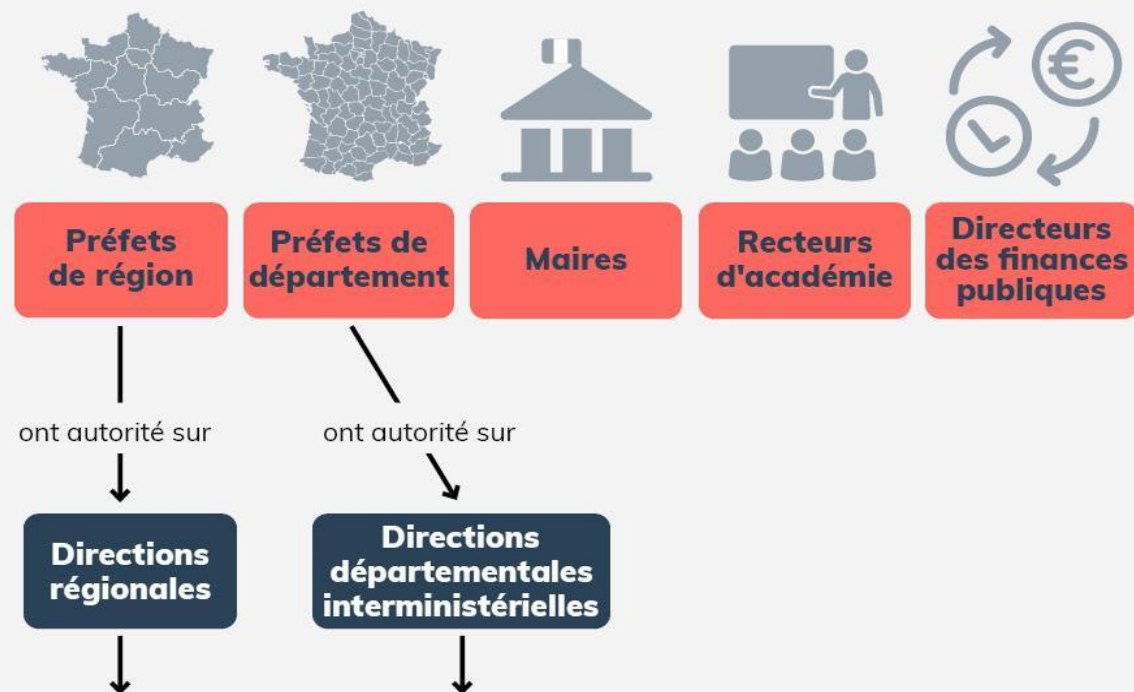 Préfets
de région
Préfets de
département
Maires
Recteurs
d'académie
Directeurs
des finances
publiques
ont autorité sur
ont autorité sur
Directions
régionales
Directions
départementales
interministérielles